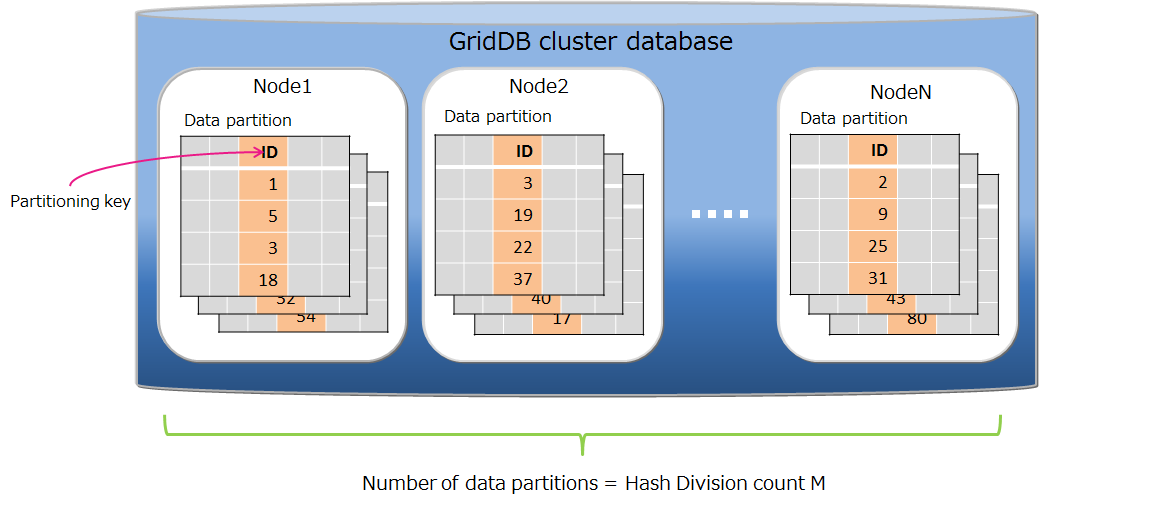 GridDB cluster database
Node1
Data partition
ID
1
5
3
18
32
54
Partitioning key
Node2
Data partition
ID
3
19
22
37
40
17
NodeN
Data partition
ID
2
9
25
31
43
80
Number of data partitions = Hash Division count M